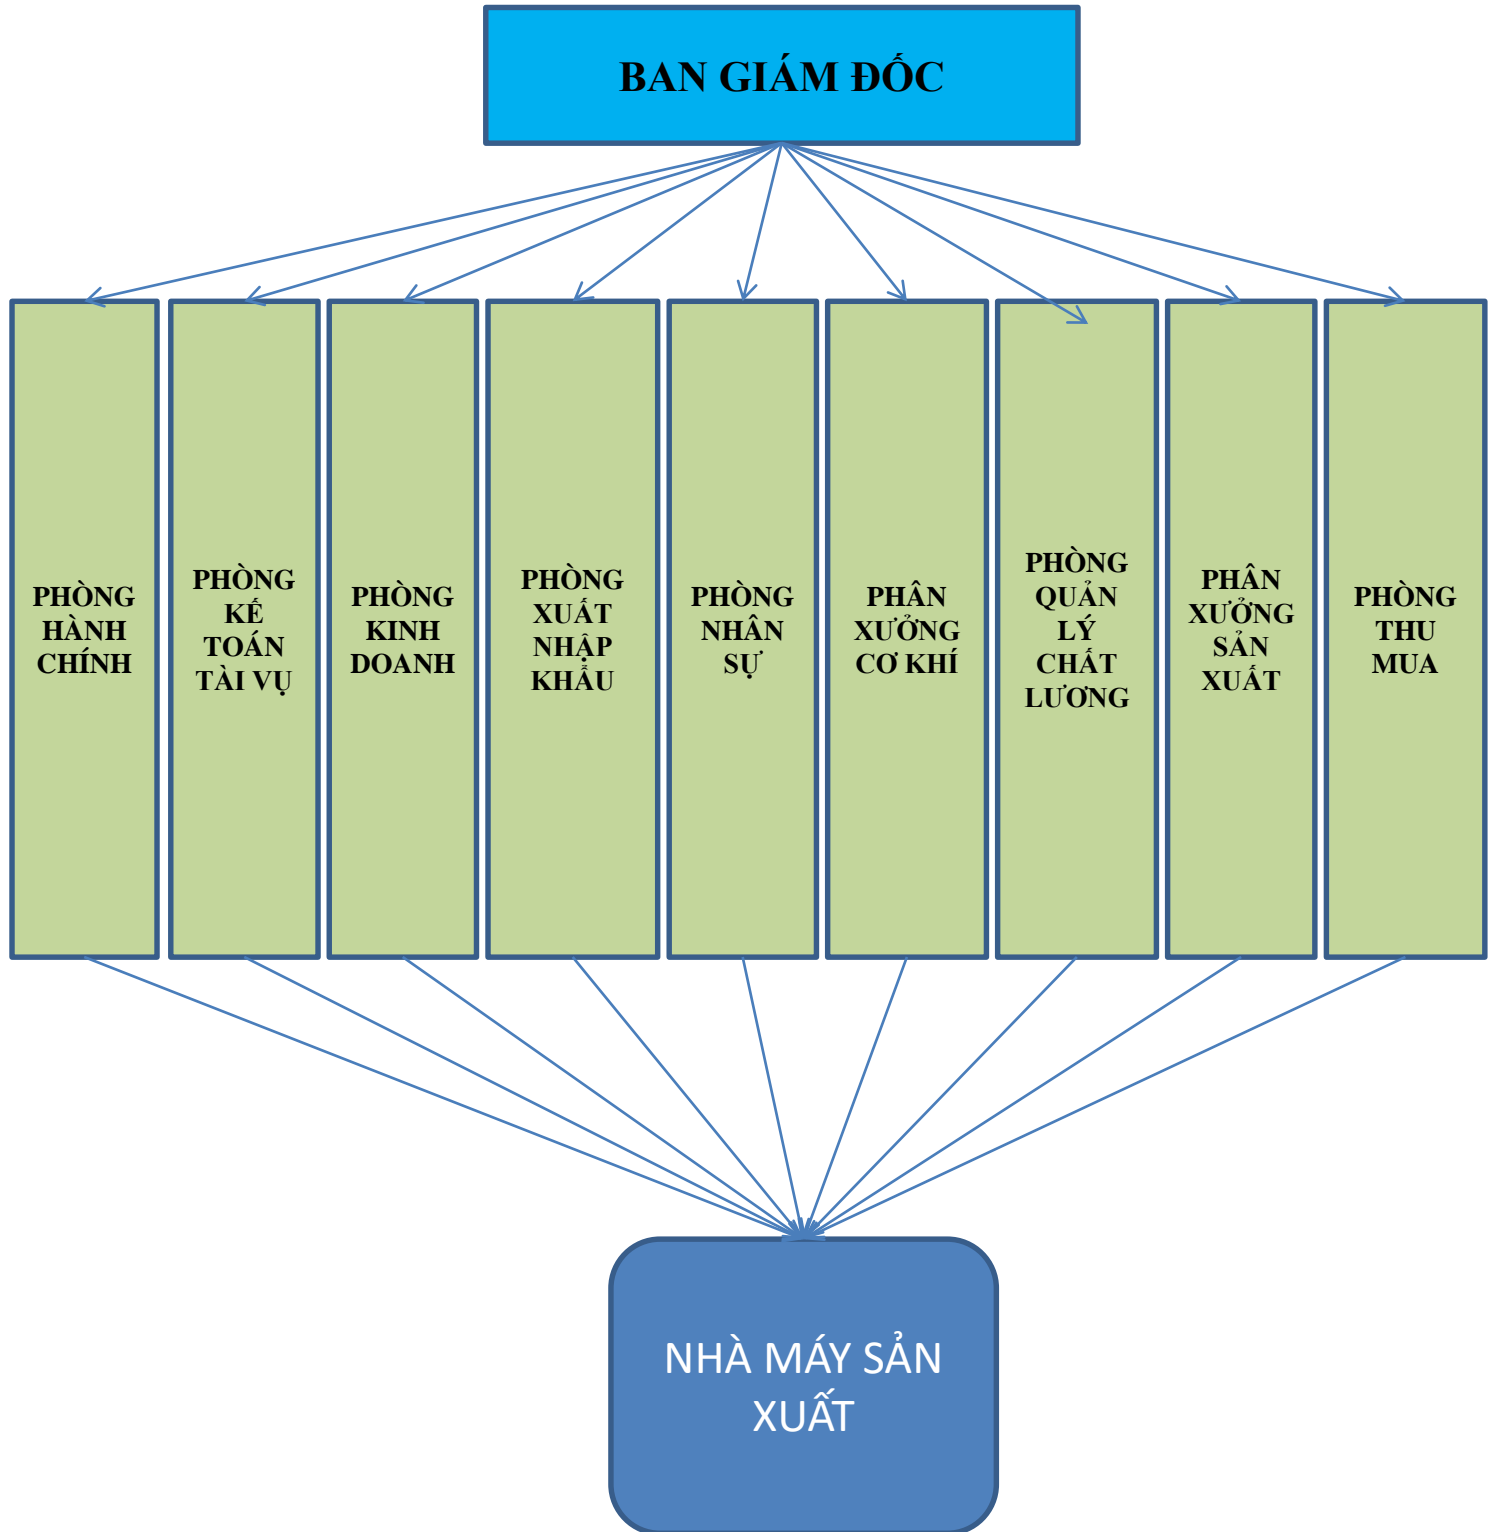 BAN GIÁM ĐỐC
PHÒNG
HÀNH
CHÍNH
PHÒNG
KẾ
TOÁN
TÀI VỤ
PHÒNG
KINH
DOANH
PHÒNG
XUẤT
NHẬP
KHẨU
PHÒNG
NHÂN
SỰ
PHÂN
XƯỞNG
CƠ KHÍ
PHÒNG
QUẢN
LÝ
CHẤT
LƯƠNG
PHÂN
XƯỞNG
SẢN
XUẤT
PHÒNG
THU
MUA
NHÀ MÁY SẢN
XUẤT